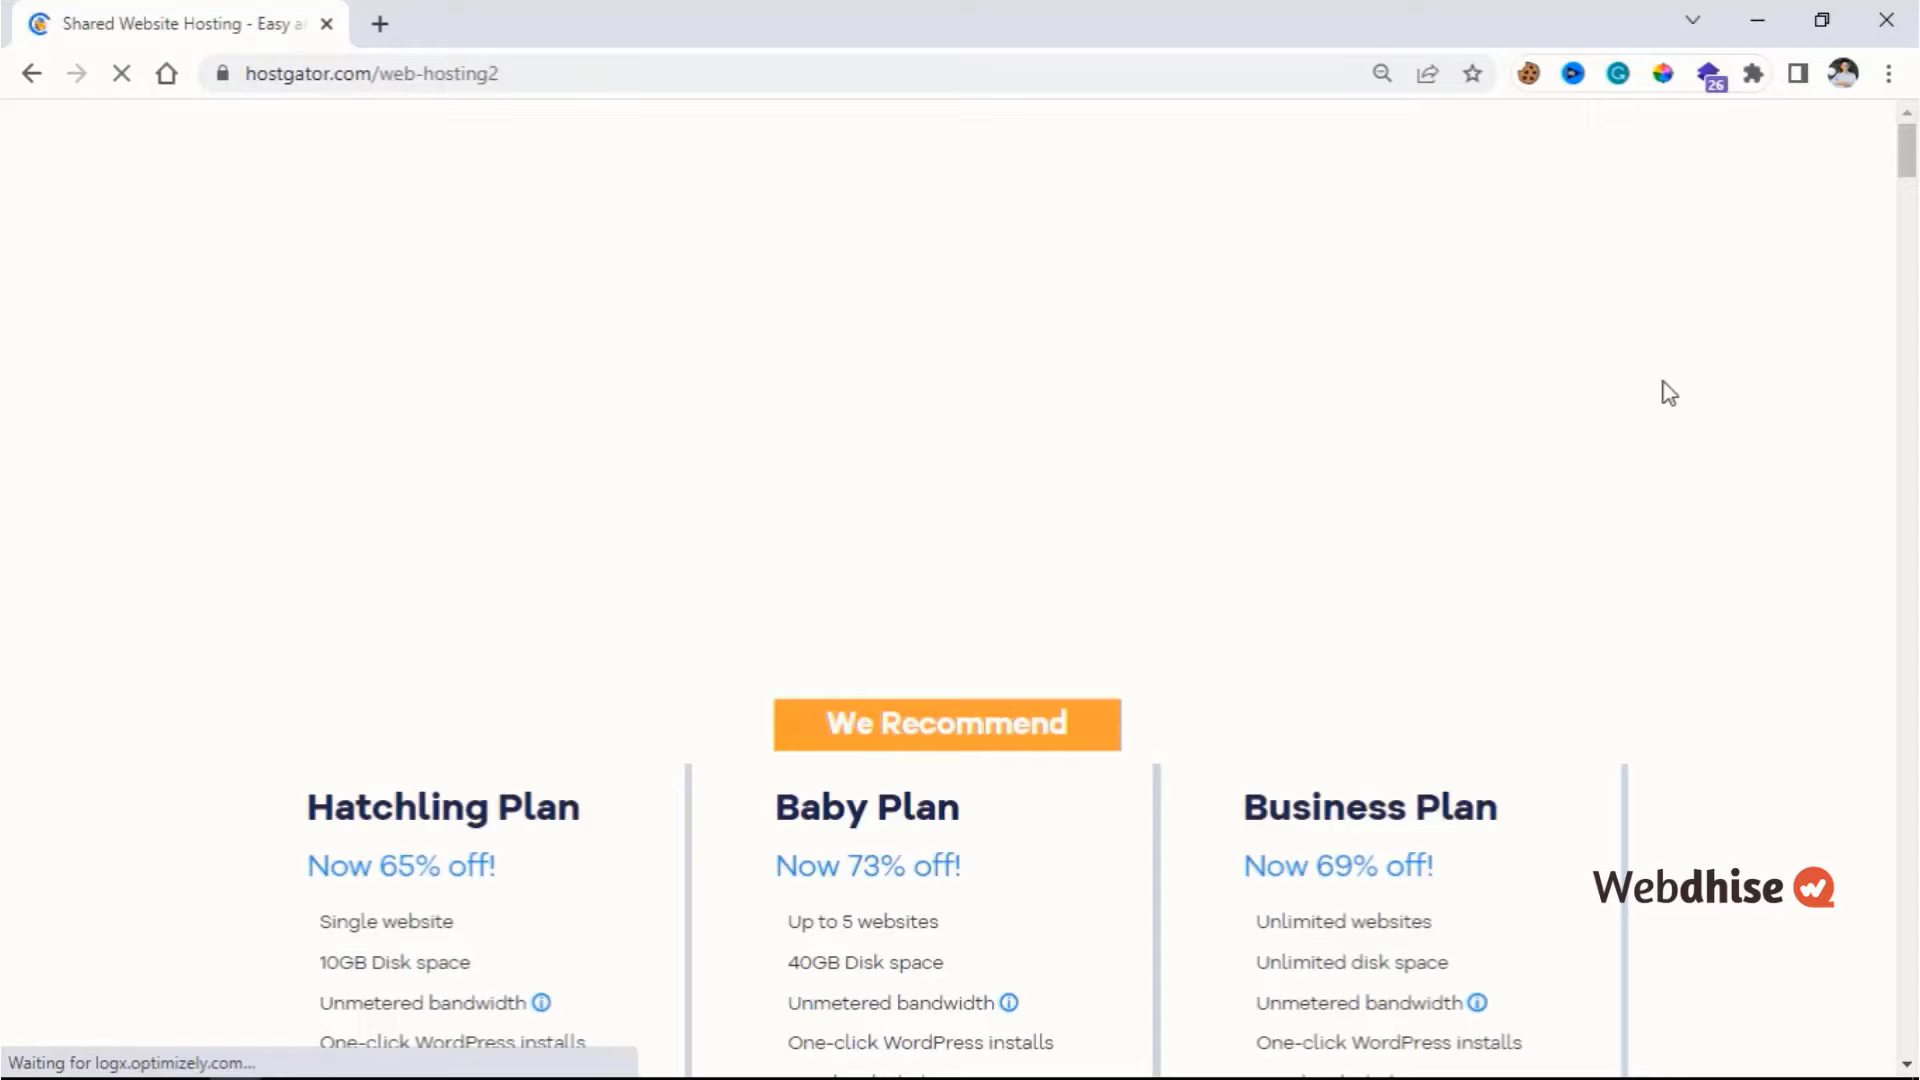 Shared Website Hosting - Easy a
hostgator.com/web-hosting2
26
We Recommend
Hatchling Plan
Now 65% off!
Single website
10GB Disk space
Unmetered bandwidth
One-click WordPress installs
Baby Plan
Now 73% off!
Up to 5 websites
40GB Disk space
Unmetered bandwidth
One-click WordPress installs
Business Plan
Now 69% off!
Unlimited websites
Unlimited disk space
Unmetered bandwidth
One-click WordPress installs
Webdhise
Waiting for logx.optimizely.com...